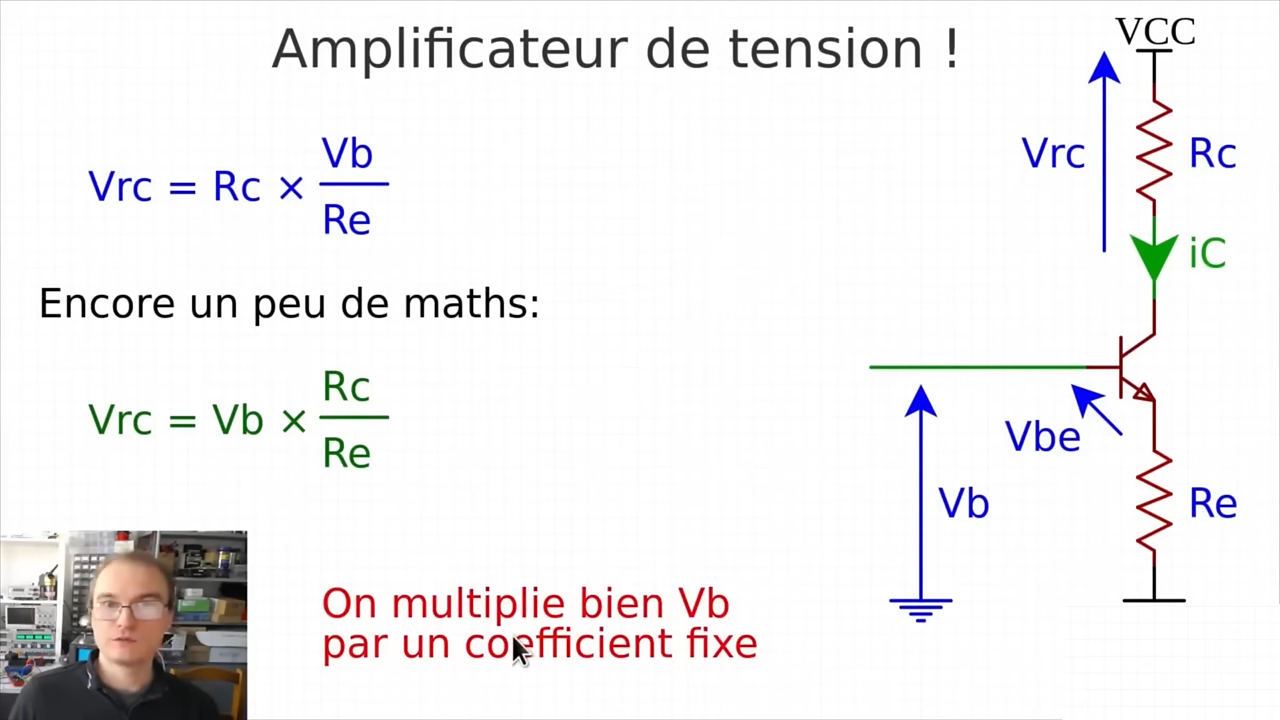 Amplificateur de tension !
VCC
Vrc = Rc × Vb
Re
Vrc
Rc
iC
Encore un peu de maths:
Vrc = Vb × Rc
Re
Vbe
Vb
Re
On multiplie bien Vb
par un coefficient fixe